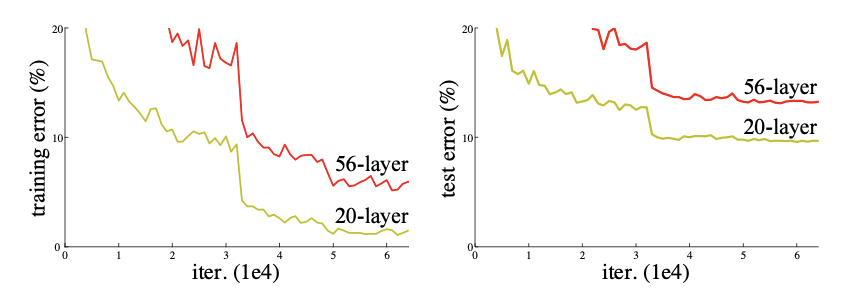 training error (%)
20
10
0
56-layer
20-layer
0 1 2 3 4 5 6
iter. (1e4)
test error (%)
20
10
0
56-layer
20-layer
0 1 2 3 4 5 6
iter. (1e4)